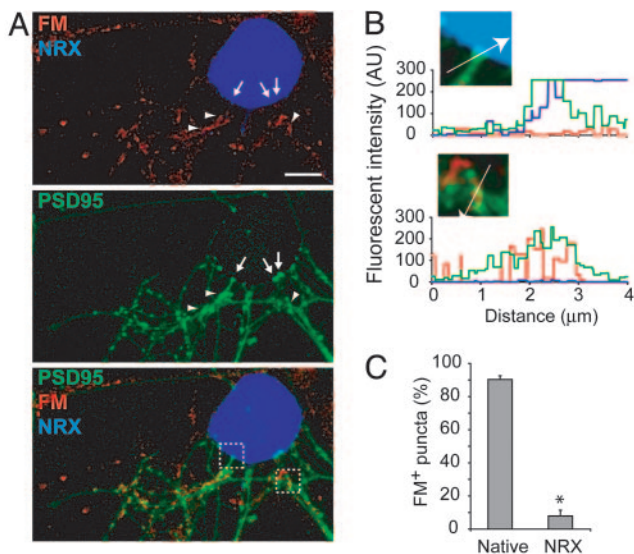 A
FM
NRX
PSD95
PSD95
FM
NRX
B
Fluorescent intensity (AU)
300
200
100
0
300
200
100
0
0 1 2 3 4
Distance (μm)
C
FM+ puncta (%)
100
80
60
40
20
0
*
Native NRX